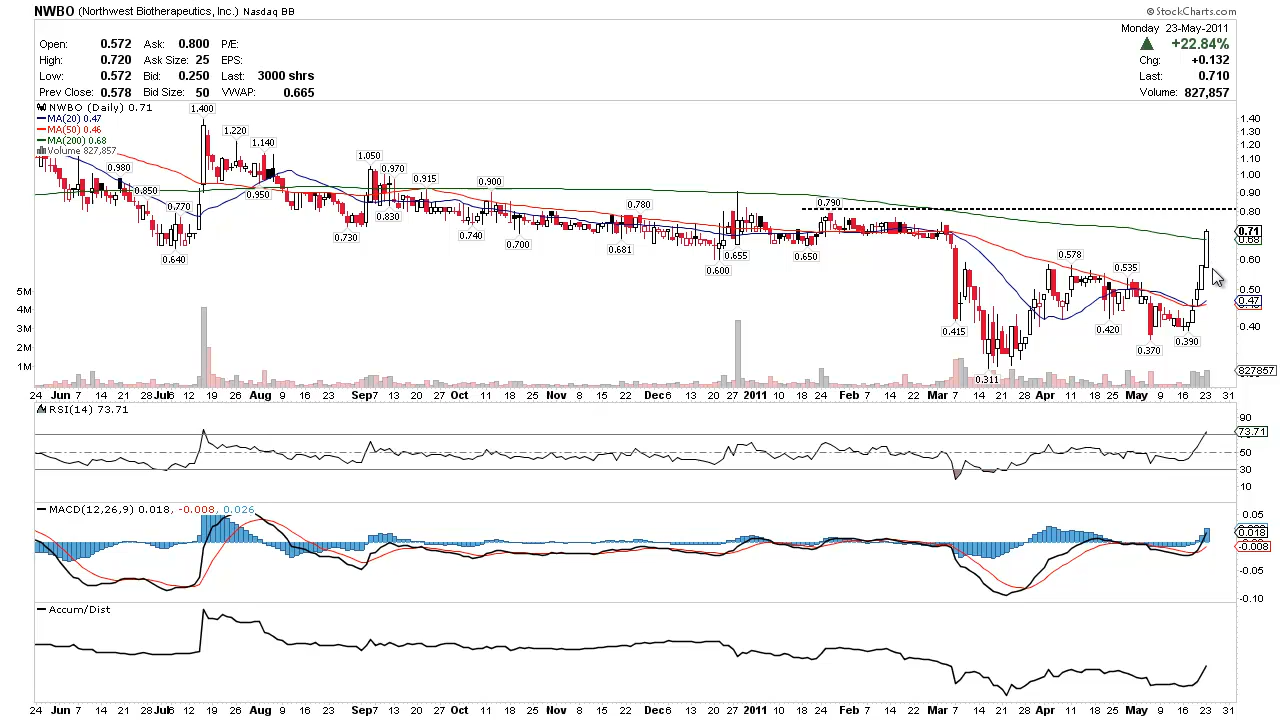 NWBO (Northwest Biotherapeutics, Inc.) Nasdaq BB
© StockCharts.com
Monday 23-May-2011
Open: 0.572 Ask: 0.800 P/E:
+22.84%
High: 0.720 Ask Size: 25 EPS:
Chg: +0.132
Low: 0.572 Bid: 0.250 Last: 3000 shrs
Last: 0.710
Prev Close: 0.578 Bid Size: 50 VWAP: 0.665
Volume: 827,857
NWBO (Daily) 0.71
MA(20) 0.47
MA(50) 0.46
MA(200) 0.68
Volume 827,857
1.400
1.220
1.140
0.980
0.850
0.770
0.640
0.950
0.730
1.050
0.970
0.830
0.915
0.740
0.900
0.700
0.681
0.780
0.600
0.655
0.650
0.790
0.415
0.311
0.578
0.420
0.535
0.370
0.390
1.40
1.30
1.20
1.10
1.00
0.90
0.80
0.71
0.68
0.60
0.50
0.47
0.40
827857
5M
4M
3M
2M
1M
24 Jun 7 14 21 28 Jul 6 12 19 26 Aug 9 16 23 30 Sep 7 13 20 27 Oct 11 18 25 Nov 8 15 22 Dec 6 13 20 27 2011 10 18 24 Feb 7 14 22 Mar 7 14 21 28 Apr 11 18 25 May 9 16 23 31
RSI(14) 73.71
90
73.71
50
30
10
MACD(12,26,9) 0.018, -0.008, 0.026
0.05
0.018
-0.008
-0.05
-0.10
Accum/Dist
24 Jun 7 14 21 28 Jul 6 12 19 26 Aug 9 16 23 30 Sep 7 13 20 27 Oct 11 18 25 Nov 8 15 22 Dec 6 13 20 27 2011 10 18 24 Feb 7 14 22 Mar 7 14 21 28 Apr 11 18 25 May 9 16 23 31